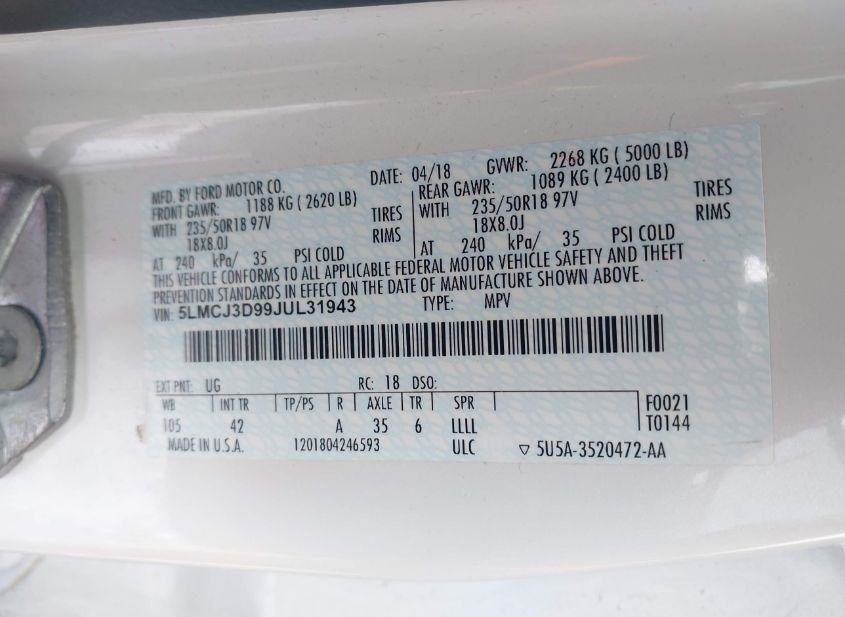 MFD. BY FORD MOTOR CO. DATE: 04/18 GVWR: 2268 KG ( 5000 LB)
FRONT GAWR: 1188 KG ( 2620 LB) REAR GAWR: 1089 KG ( 2400 LB)
WITH 235/50R18 97V TIRES WITH 235/50R18 97V TIRES
18X8.0J RIMS 18X8.0J RIMS
AT 240 kPa/ 35 PSI COLD AT 240 kPa/ 35 PSI COLD
THIS VEHICLE CONFORMS TO ALL APPLICABLE FEDERAL MOTOR VEHICLE SAFETY AND THEFT
PREVENTION STANDARDS IN EFFECT ON THE DATE OF MANUFACTURE SHOWN ABOVE.
VIN: 5LMCJ3D99JUL31943 TYPE: MPV
EXT PNT: UG RC: 18 DSO:
WB INT TR TP/PS R AXLE TR SPR F0021
105 42 A 35 6 LLLL T0144
MADE IN U.S.A. 1201804246593 ULC ▽ 5U5A-3520472-AA